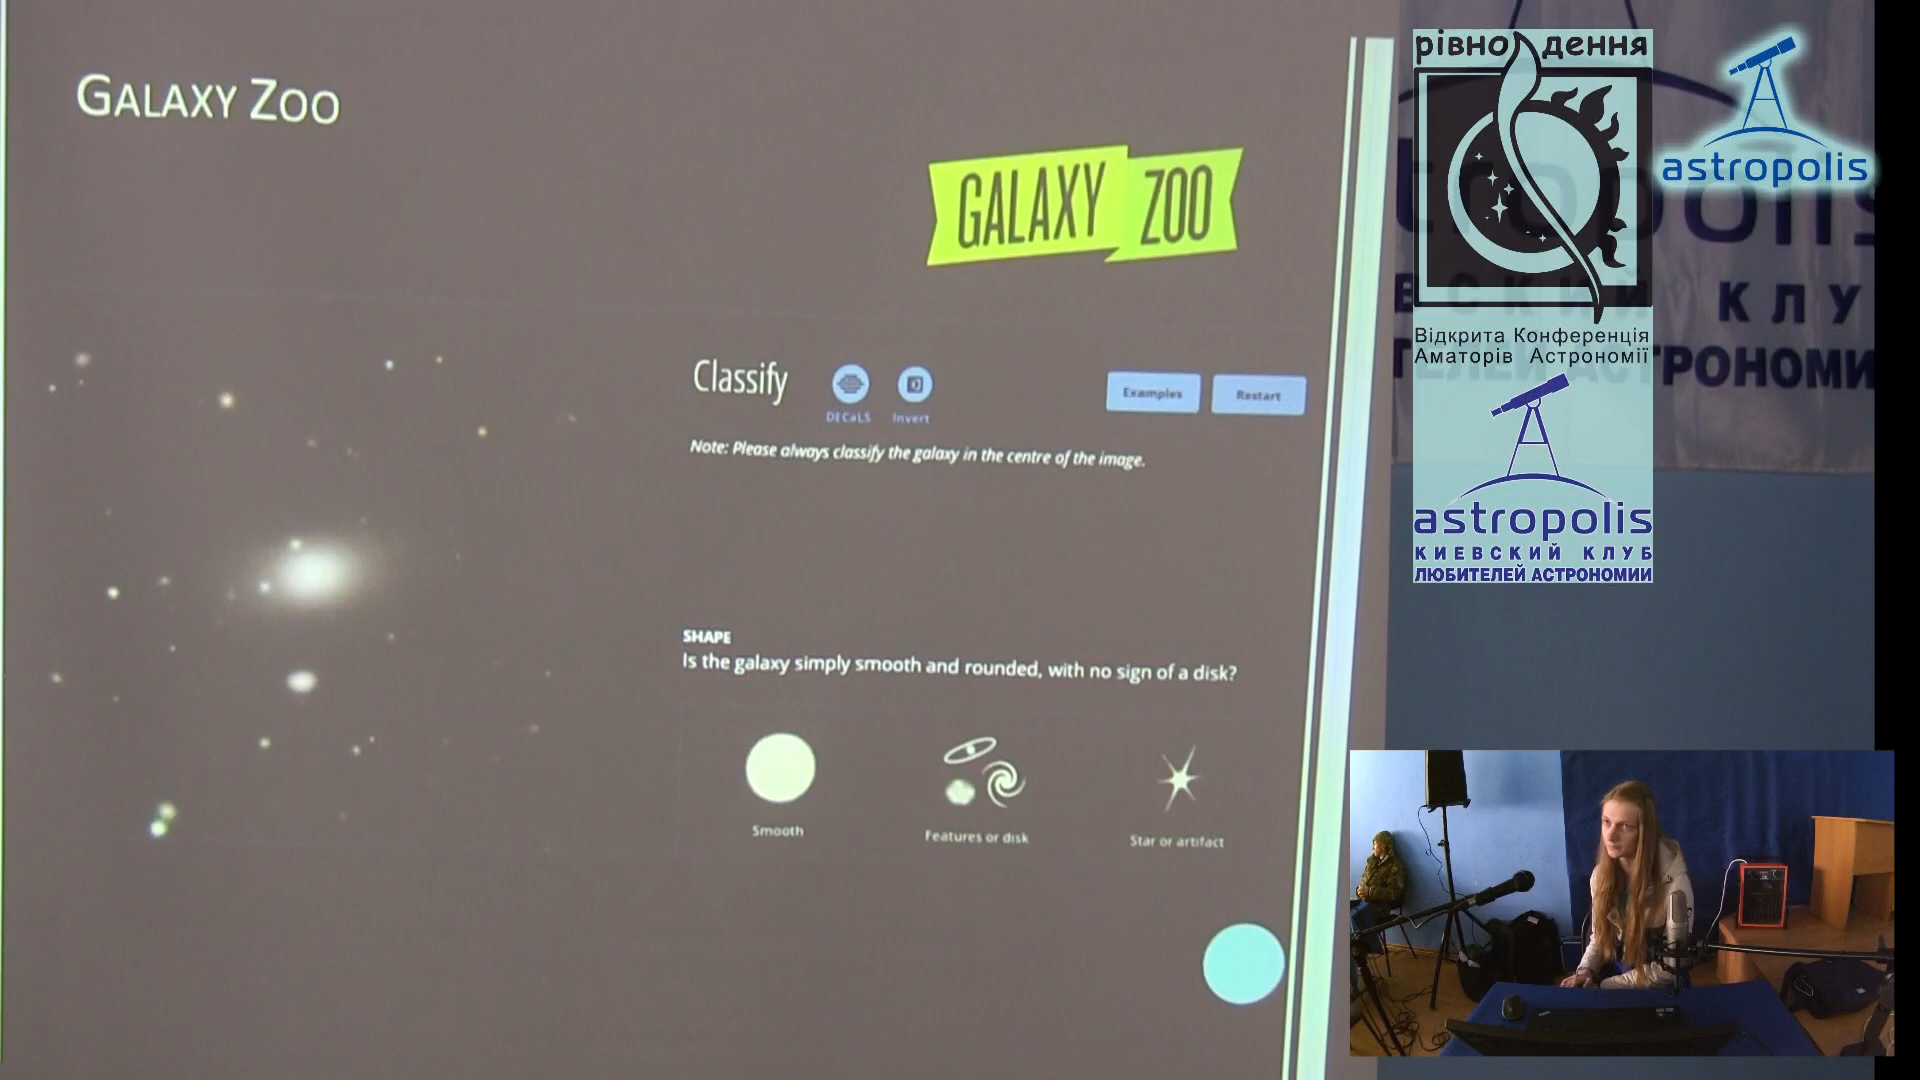 GALAXY ZOO
GALAXY ZOO
Classify
DECaLS
Invert
Examples
Restart
Note: Please always classify the galaxy in the centre of the image.
SHAPE
Is the galaxy simply smooth and rounded, with no sign of a disk?
Smooth
Features or disk
Star or artifact
рівнодення
Відкрита Конференція
Аматорів Астрономії
astropolis
КИЕВСКИЙ КЛУБ
ЛЮБИТЕЛЕЙ АСТРОНОМИИ
astropolis